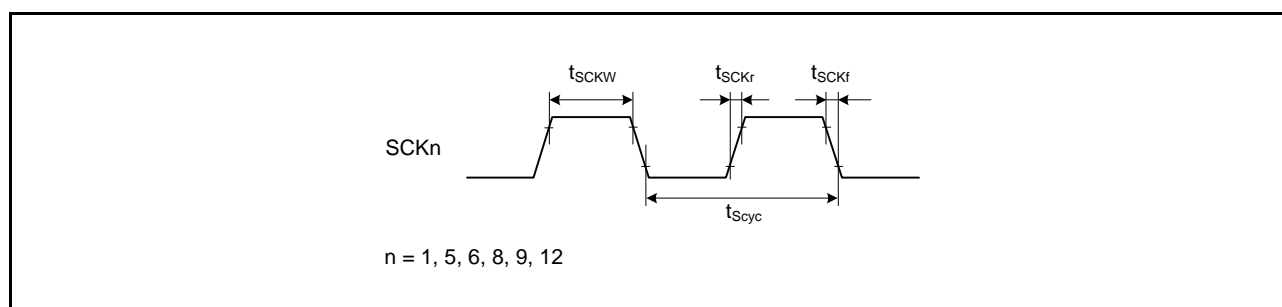 tSCKW tSCKr tSCKf
SCKn
tScyc
n = 1, 5, 6, 8, 9, 12